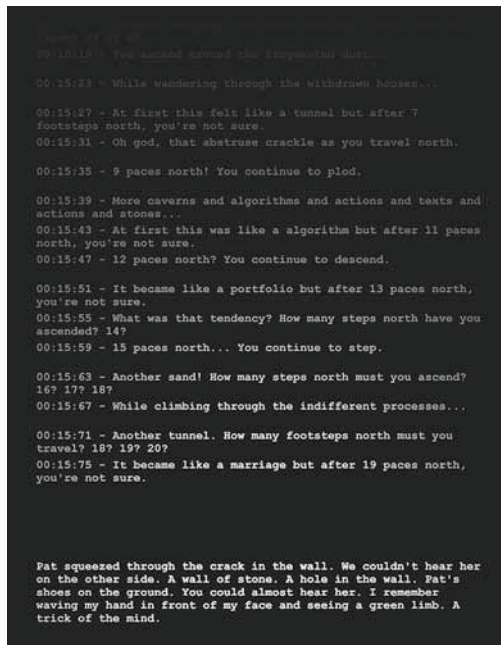 00:15:19 - You ascend around the fragmented dust...
00:15:23 - While wandering through the withdrawn houses...
00:15:27 - At first this felt like a tunnel but after 7
footsteps north, you're not sure.
00:15:31 - Oh god, that abstruse crackle as you travel north.
00:15:35 - 9 paces north! You continue to plod.
00:15:39 - More caverns and algorithms and actions and texts and
actions and stones...
00:15:43 - At first this was like a algorithm but after 11 paces
north, you're not sure.
00:15:47 - 12 paces north? You continue to descend.
00:15:51 - It became like a portfolio but after 13 paces north,
you're not sure.
00:15:55 - What was that tendency? How many steps north have you
ascended? 14?
00:15:59 - 15 paces north... You continue to step.
00:15:63 - Another sand! How many steps north must you ascend?
16? 17? 18?
00:15:67 - While climbing through the indifferent processes...
00:15:71 - Another tunnel. How many footsteps north must you
travel? 18? 19? 20?
00:15:75 - It became like a marriage but after 19 paces north,
you're not sure.
Pat squeezed through the crack in the wall. We couldn't hear her
on the other side. A wall of stone. A hole in the wall. Pat's
shoes on the ground. You could almost hear her. I remember
waving my hand in front of my face and seeing a green limb. A
trick of the mind.